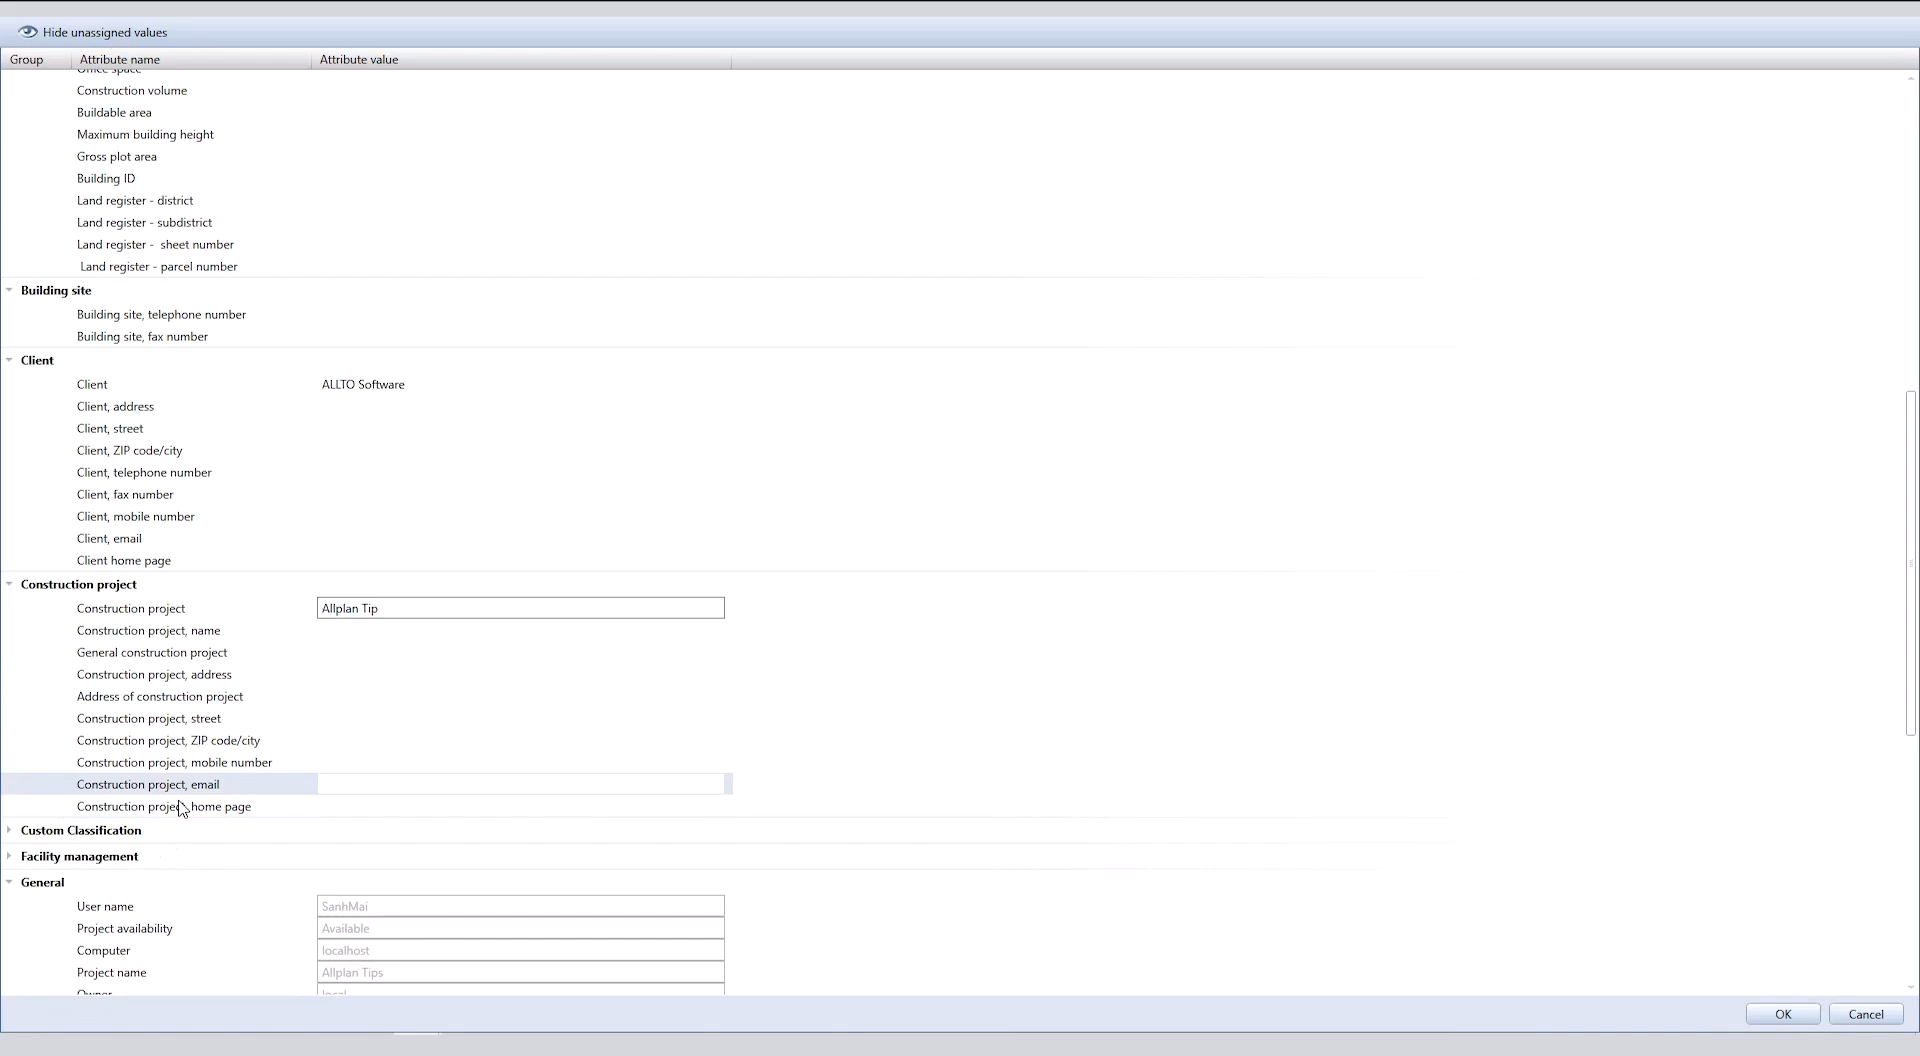 Hide unassigned values
Group Attribute name Attribute value
Office space
Construction volume
Buildable area
Maximum building height
Gross plot area
Building ID
Land register - district
Land register - subdistrict
Land register -  sheet number
Land register - parcel number
Building site
Building site, telephone number
Building site, fax number
Client
Client ALLTO Software
Client, address
Client, street
Client, ZIP code/city
Client, telephone number
Client, fax number
Client, mobile number
Client, email
Client home page
Construction project
Construction project Allplan Tip
Construction project, name
General construction project
Construction project, address
Address of construction project
Construction project, street
Construction project, ZIP code/city
Construction project, mobile number
Construction project, email
Construction project, home page
Custom Classification
Facility management
General
User name SanhMai
Project availability Available
Computer localhost
Project name Allplan Tips
Owner local
OK Cancel